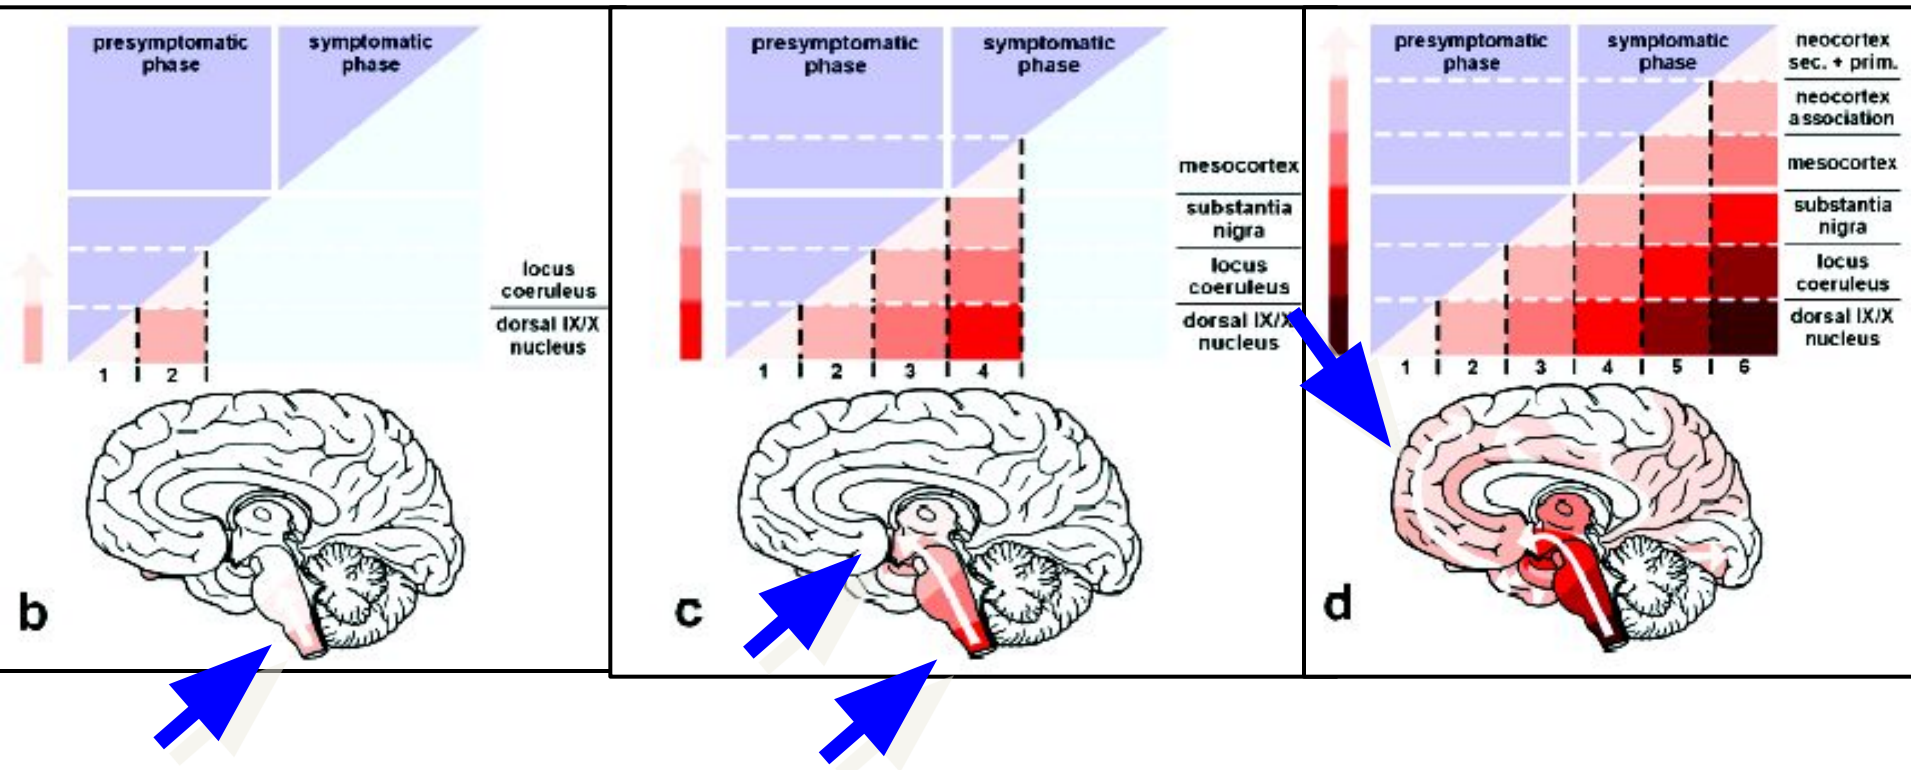 presymptomatic
phase
symptomatic
phase
locus
coeruleus
dorsal IX/X
nucleus
1
2
b
presymptomatic
phase
symptomatic
phase
mesocortex
substantia
nigra
locus
coeruleus
dorsal IX/X
nucleus
1
2
3
4
c
presymptomatic
phase
symptomatic
phase
neocortex
sec. + prim.
neocortex
association
mesocortex
substantia
nigra
locus
coeruleus
dorsal IX/X
nucleus
1
2
3
4
5
6
d